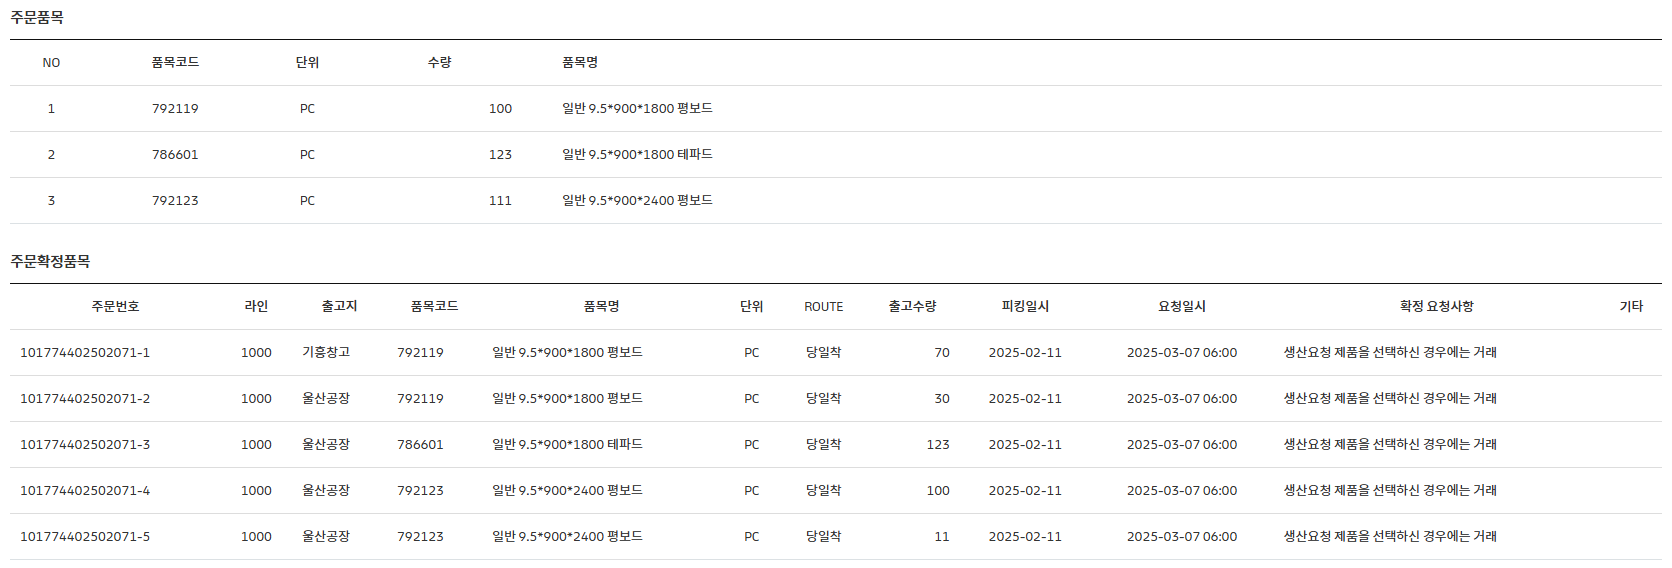 주문품목
NO 품목코드 단위 수량 품목명
1 792119 PC 100 일반 9.5*900*1800 평보드
2 786601 PC 123 일반 9.5*900*1800 테파드
3 792123 PC 111 일반 9.5*900*2400 평보드
주문확정품목
주문번호 라인 출고지 품목코드 품목명 단위 ROUTE 출고수량 피킹일시 요청일시 확정 요청사항 기타
101774402502071-1 1000 기흥창고 792119 일반 9.5*900*1800 평보드 PC 당일착 70 2025-02-11 2025-03-07 06:00 생산요청 제품을 선택하신 경우에는 거래
101774402502071-2 1000 울산공장 792119 일반 9.5*900*1800 평보드 PC 당일착 30 2025-02-11 2025-03-07 06:00 생산요청 제품을 선택하신 경우에는 거래
101774402502071-3 1000 울산공장 786601 일반 9.5*900*1800 테파드 PC 당일착 123 2025-02-11 2025-03-07 06:00 생산요청 제품을 선택하신 경우에는 거래
101774402502071-4 1000 울산공장 792123 일반 9.5*900*2400 평보드 PC 당일착 100 2025-02-11 2025-03-07 06:00 생산요청 제품을 선택하신 경우에는 거래
101774402502071-5 1000 울산공장 792123 일반 9.5*900*2400 평보드 PC 당일착 11 2025-02-11 2025-03-07 06:00 생산요청 제품을 선택하신 경우에는 거래